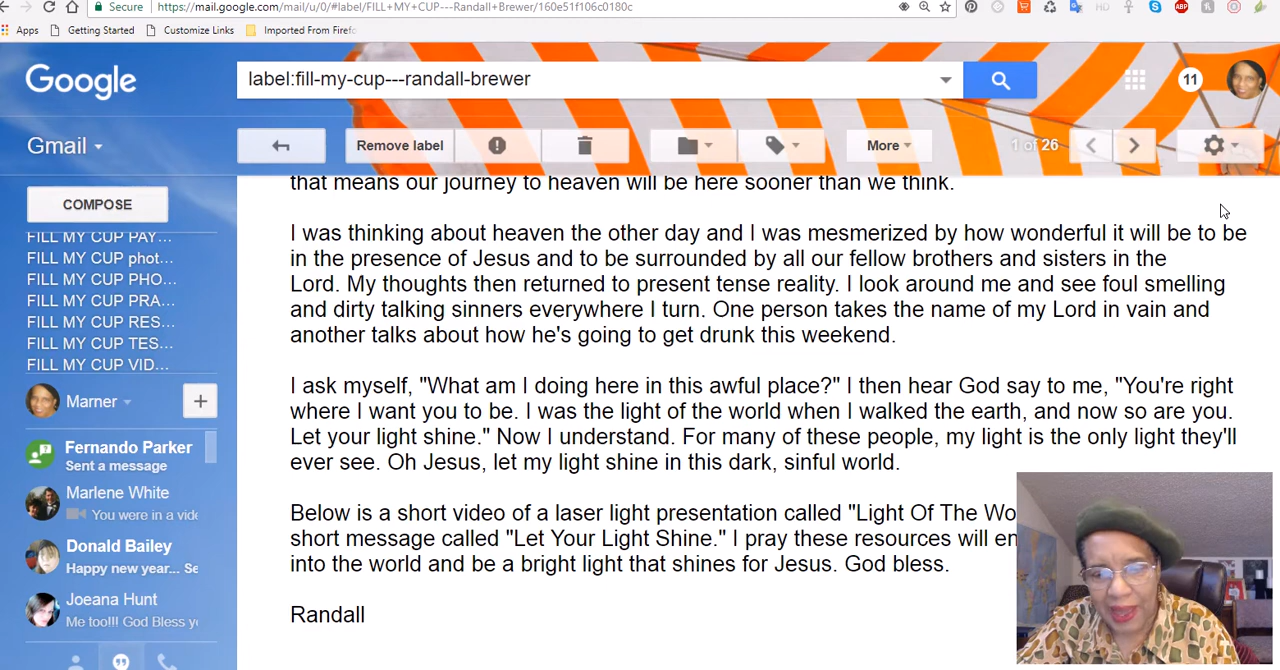 Secure https://mail.google.com/mail/u/0/#label/FILL+MY+CUP---Randall+Brewer/160e51f106c0180c
ABP
HD
Apps Getting Started Customize Links Imported From Firef
Google
label:fill-my-cup---randall-brewer
11
Gmail
Remove label
More
1 of 26
COMPOSE
FILL MY CUP PAY...
FILL MY CUP phot...
FILL MY CUP PHO...
FILL MY CUP PRA...
FILL MY CUP RES...
FILL MY CUP TES...
FILL MY CUP VID...
Marner
Fernando Parker
Sent a message
Marlene White
You were in a vide
Donald Bailey
Happy new year... Se
Joeana Hunt
Me too!!! God Bless y
that means our journey to heaven will be here sooner than we think.
I was thinking about heaven the other day and I was mesmerized by how wonderful it will be to be
in the presence of Jesus and to be surrounded by all our fellow brothers and sisters in the
Lord. My thoughts then returned to present tense reality. I look around me and see foul smelling
and dirty talking sinners everywhere I turn. One person takes the name of my Lord in vain and
another talks about how he's going to get drunk this weekend.
I ask myself, "What am I doing here in this awful place?" I then hear God say to me, "You're right
where I want you to be. I was the light of the world when I walked the earth, and now so are you.
Let your light shine." Now I understand. For many of these people, my light is the only light they'll
ever see. Oh Jesus, let my light shine in this dark, sinful world.
Below is a short video of a laser light presentation called "Light Of The Wo
short message called "Let Your Light Shine." I pray these resources will en
into the world and be a bright light that shines for Jesus. God bless.
Randall